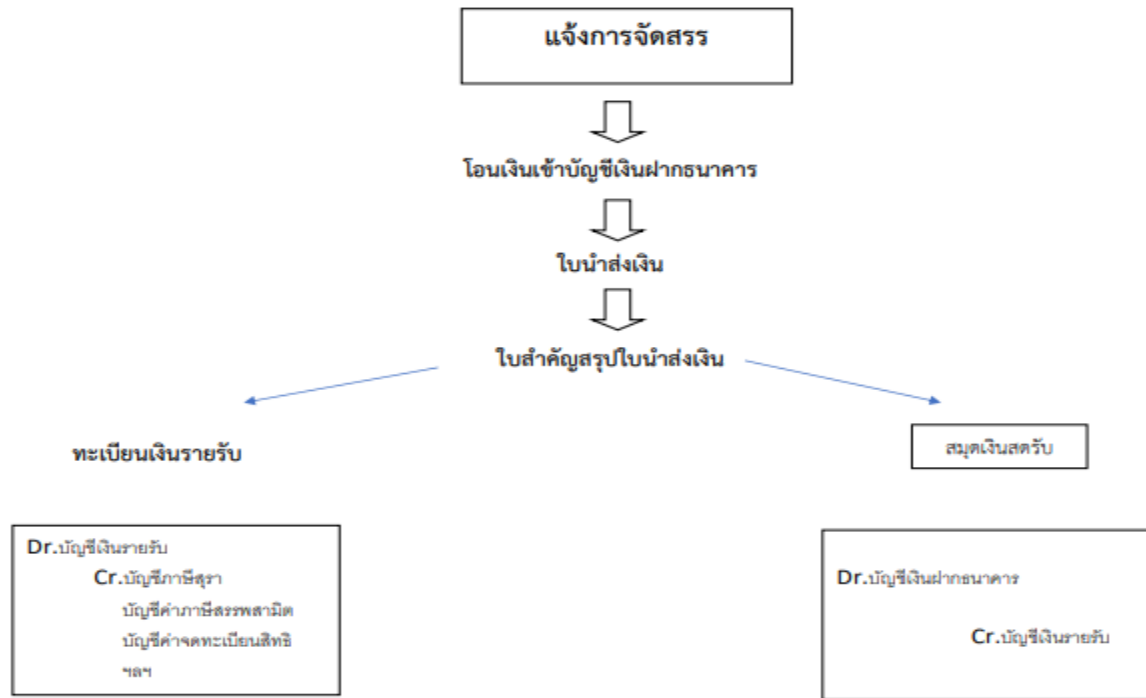 แจ้งการจัดสรร
โอนเงินเข้าบัญชีเงินฝากธนาคาร
ใบนำส่งเงิน
ใบสำคัญสรุปใบนำส่งเงิน
ทะเบียนเงินรายรับ
สมุดเงินสดรับ
Dr.บัญชีเงินรายรับ
Cr.บัญชีภาษีสุรา
บัญชีค่าภาษีสรรพสามิต
บัญชีค่าจดทะเบียนสิทธิ
ฯลฯ
Dr.บัญชีเงินฝากธนาคาร
Cr.บัญชีเงินรายรับ